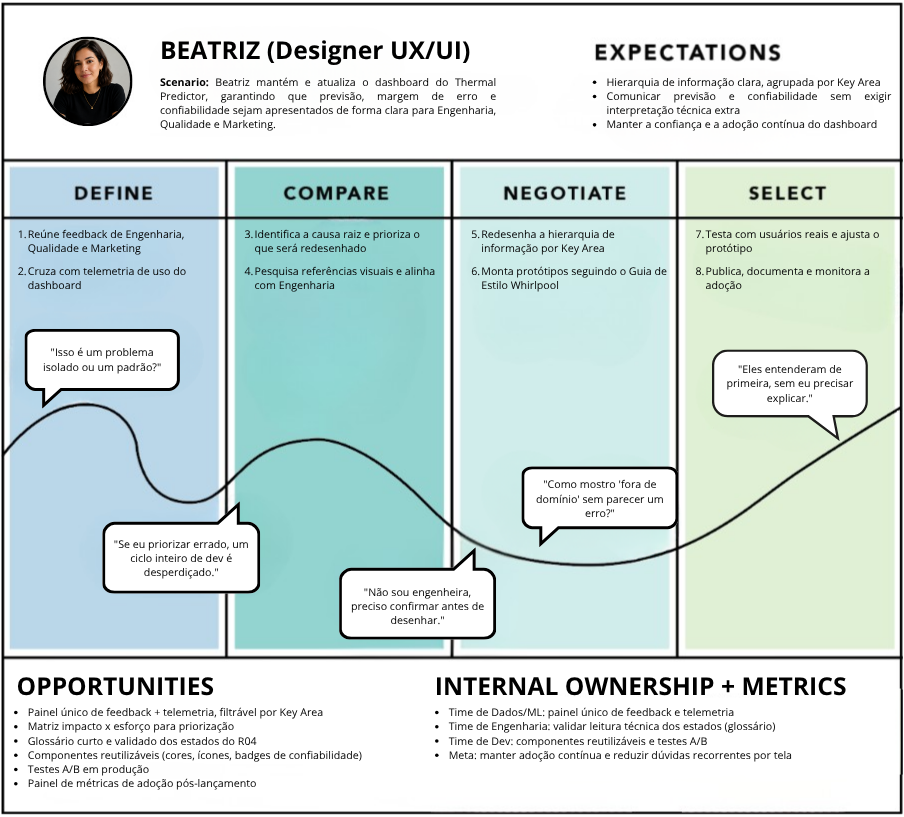 BEATRIZ (Designer UX/UI)
Scenario: Beatriz mantém e atualiza o dashboard do Thermal
Predictor, garantindo que previsão, margem de erro e
confiabilidade sejam apresentados de forma clara para Engenharia,
Qualidade e Marketing.
EXPECTATIONS
• Hierarquia de informação clara, agrupada por Key Area
• Comunicar previsão e confiabilidade sem exigir
interpretação técnica extra
• Manter a confiança e a adoção contínua do dashboard
DEFINE
1. Reúne feedback de Engenharia,
Qualidade e Marketing
2. Cruza com telemetria de uso do
dashboard
"Isso é um problema
isolado ou um padrão?"
"Se eu priorizar errado, um
ciclo inteiro de dev é
desperdiçado."
COMPARE
3. Identifica a causa raiz e prioriza o
que será redesenhado
4. Pesquisa referências visuais e alinha
com Engenharia
"Não sou engenheira,
preciso confirmar antes de
desenhar."
NEGOTIATE
5. Redesenha a hierarquia de
informação por Key Area
6. Monta protótipos seguindo o Guia de
Estilo Whirlpool
"Como mostro 'fora de
domínio' sem parecer um
erro?"
SELECT
7. Testa com usuários reais e ajusta o
protótipo
8. Publica, documenta e monitora a
adoção
"Eles entenderam de
primeira, sem eu precisar
explicar."
OPPORTUNITIES
• Painel único de feedback + telemetria, filtrável por Key Area
• Matriz impacto x esforço para priorização
• Glossário curto e validado dos estados do R04
• Componentes reutilizáveis (cores, ícones, badges de confiabilidade)
• Testes A/B em produção
• Painel de métricas de adoção pós-lançamento
INTERNAL OWNERSHIP + METRICS
• Time de Dados/ML: painel único de feedback e telemetria
• Time de Engenharia: validar leitura técnica dos estados (glossário)
• Time de Dev: componentes reutilizáveis e testes A/B
• Meta: manter adoção contínua e reduzir dúvidas recorrentes por tela